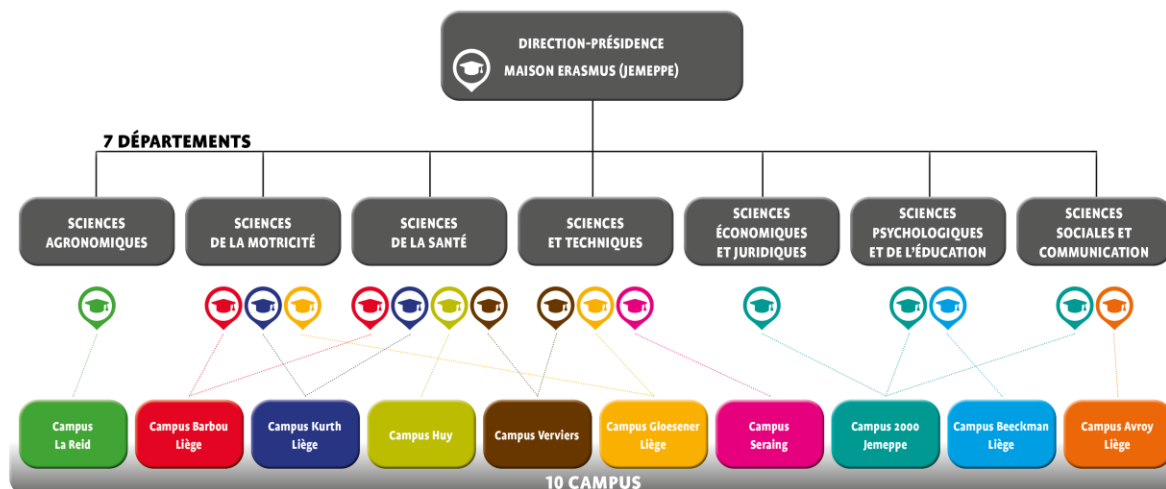 DIRECTION-PRÉSIDENCE
MAISON ERASMUS (JEMEPPE)
7 DÉPARTEMENTS
SCIENCES
AGRONOMIQUES
SCIENCES
DE LA MOTRICITÉ
SCIENCES
DE LA SANTÉ
SCIENCES
ET TECHNIQUES
SCIENCES
ÉCONOMIQUES
ET JURIDIQUES
SCIENCES
PSYCHOLOGIQUES
ET DE L'ÉDUCATION
SCIENCES
SOCIALES ET
COMMUNICATION
Campus
La Reid
Campus Barbou
Liège
Campus Kurth
Liège
Campus Huy
Campus Verviers
Campus Gloesener
Liège
Campus
Seraing
Campus 2000
Jemeppe
Campus Beeckman
Liège
Campus Avroy
Liège
10 CAMPUS